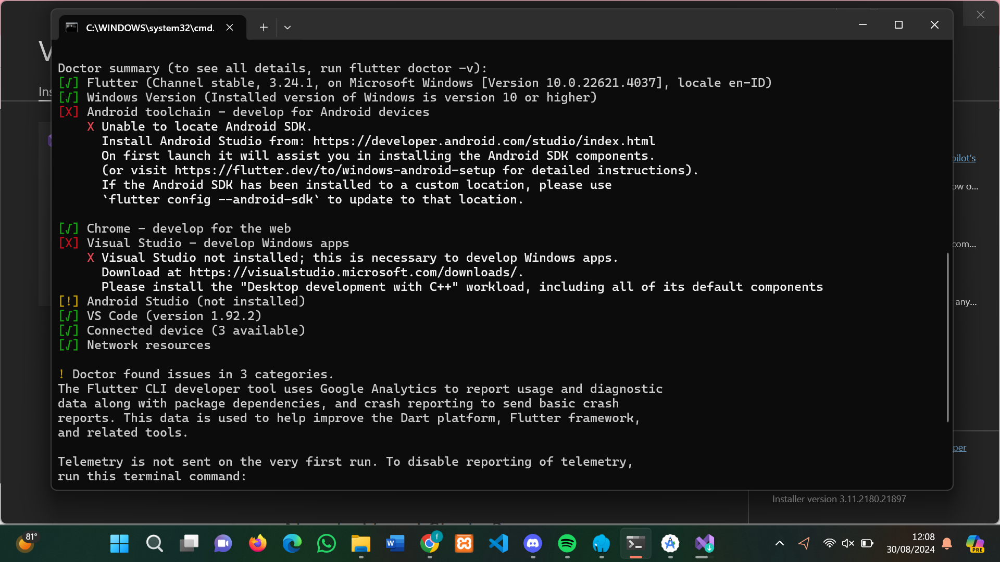 C:\WINDOWS\system32\cmd.
Doctor summary (to see all details, run flutter doctor -v):
[√] Flutter (Channel stable, 3.24.1, on Microsoft Windows [Version 10.0.22621.4037], locale en-ID)
[√] Windows Version (Installed version of Windows is version 10 or higher)
[X] Android toolchain - develop for Android devices
X Unable to locate Android SDK.
Install Android Studio from: https://developer.android.com/studio/index.html
On first launch it will assist you in installing the Android SDK components.
(or visit https://flutter.dev/to/windows-android-setup for detailed instructions).
If the Android SDK has been installed to a custom location, please use
`flutter config --android-sdk` to update to that location.
[√] Chrome - develop for the web
[X] Visual Studio - develop Windows apps
X Visual Studio not installed; this is necessary to develop Windows apps.
Download at https://visualstudio.microsoft.com/downloads/.
Please install the "Desktop development with C++" workload, including all of its default components
[!] Android Studio (not installed)
[√] VS Code (version 1.92.2)
[√] Connected device (3 available)
[√] Network resources
! Doctor found issues in 3 categories.
The Flutter CLI developer tool uses Google Analytics to report usage and diagnostic
data along with package dependencies, and crash reporting to send basic crash
reports. This data is used to help improve the Dart platform, Flutter framework,
and related tools.
Telemetry is not sent on the very first run. To disable reporting of telemetry,
run this terminal command:
V
Ins
pilot's
ow o...
com...
any...
per
Installer version 3.11.2180.21897
81°
12:08
30/08/2024
PRE